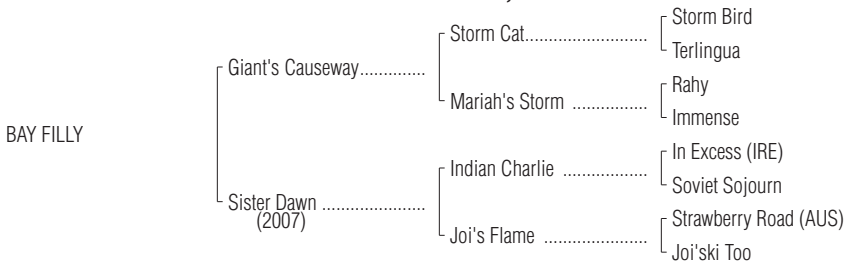 Storm Bird
Storm Cat..........................
Terlingua
Giant's Causeway..............
Rahy
Mariah's Storm ................
Immense
BAY FILLY
In Excess (IRE)
Indian Charlie ..................
Soviet Sojourn
Sister Dawn ......................
(2007)
Strawberry Road (AUS)
Joi's Flame ......................
Joi'ski Too